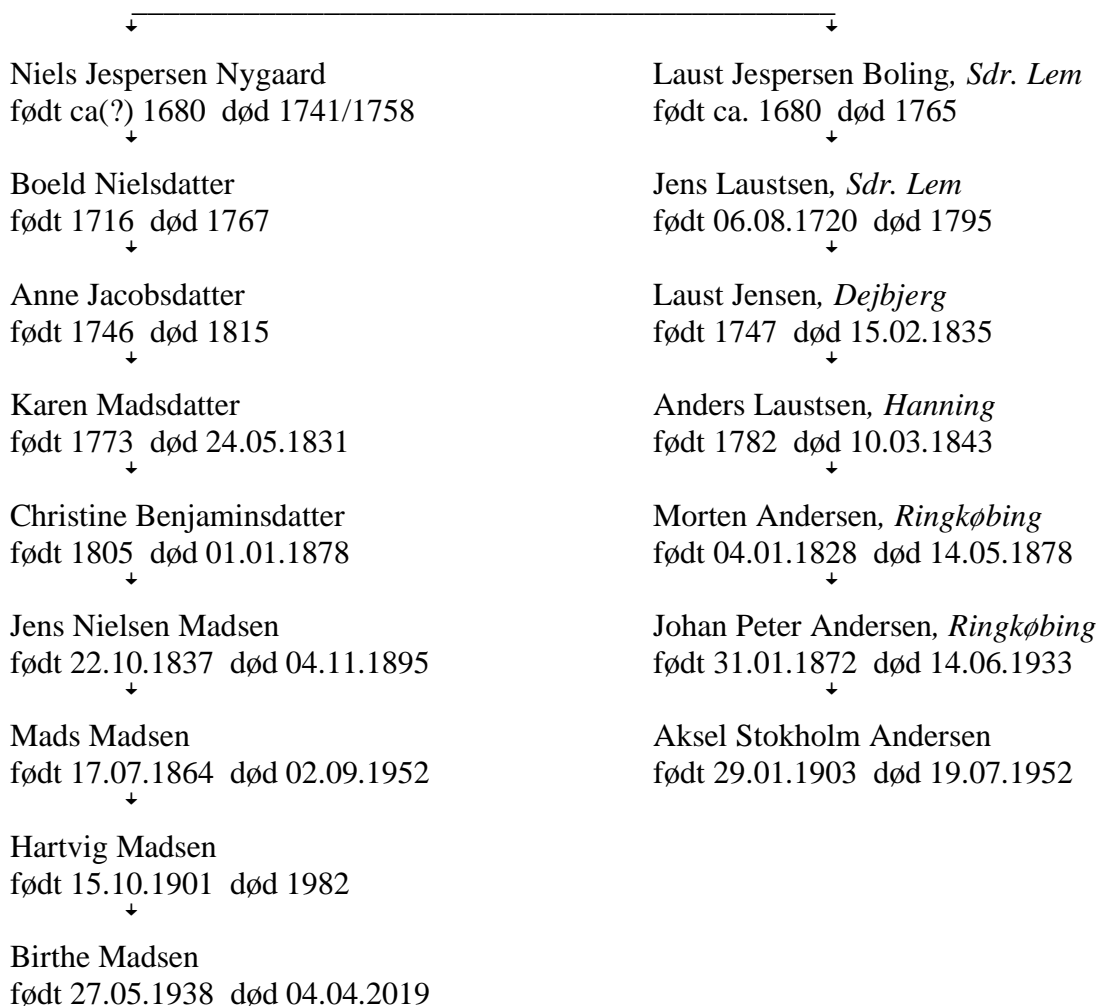 Niels Jespersen Nygaard
født ca(?) 1680 død 1741/1758
Boeld Nielsdatter
født 1716 død 1767
Anne Jacobsdatter
født 1746 død 1815
Karen Madsdatter
født 1773 død 24.05.1831
Christine Benjaminsdatter
født 1805 død 01.01.1878
Jens Nielsen Madsen
født 22.10.1837 død 04.11.1895
Mads Madsen
født 17.07.1864 død 02.09.1952
Hartvig Madsen
født 15.10.1901 død 1982
Birthe Madsen
født 27.05.1938 død 04.04.2019
Laust Jespersen Boling, Sdr. Lem
født ca. 1680 død 1765
Jens Laustsen, Sdr. Lem
født 06.08.1720 død 1795
Laust Jensen, Dejbjerg
født 1747 død 15.02.1835
Anders Laustsen, Hanning
født 1782 død 10.03.1843
Morten Andersen, Ringkøbing
født 04.01.1828 død 14.05.1878
Johan Peter Andersen, Ringkøbing
født 31.01.1872 død 14.06.1933
Aksel Stokholm Andersen
født 29.01.1903 død 19.07.1952